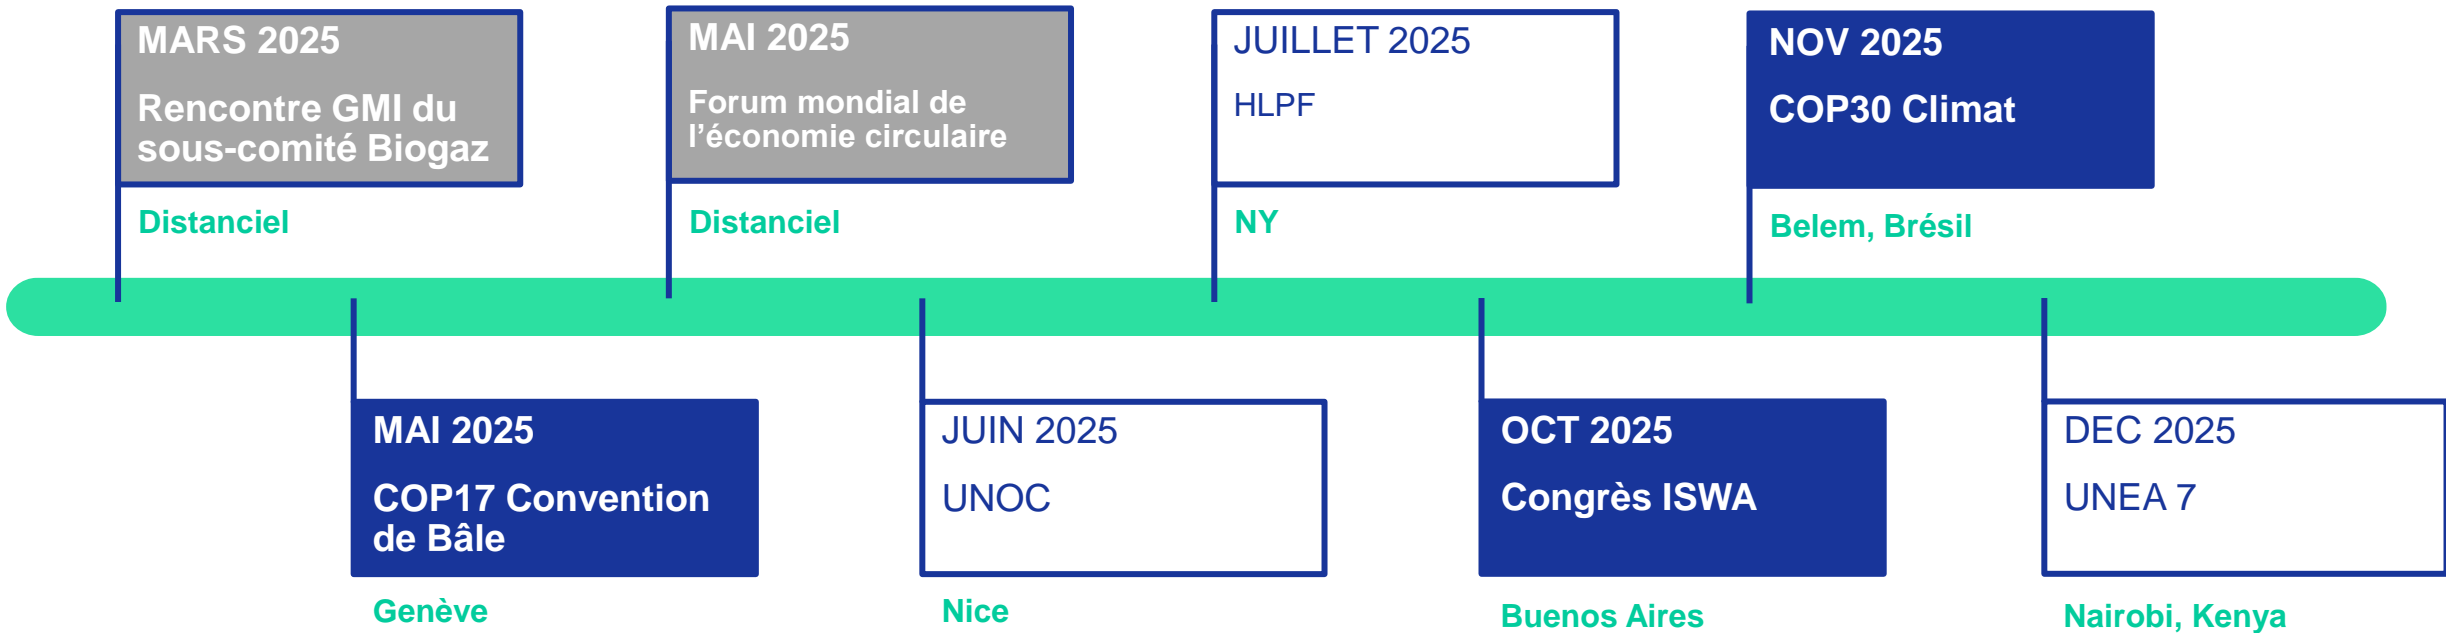 MARS 2025
Rencontre GMI du
sous-comité Biogaz
Distanciel
MAI 2025
COP17 Convention
de Bâle
Genève
MAI 2025
Forum mondial de
l’économie circulaire
Distanciel
JUIN 2025
UNOC
Nice
JUILLET 2025
HLPF
NY
OCT 2025
Congrès ISWA
Buenos Aires
NOV 2025
COP30 Climat
Belem, Brésil
DEC 2025
UNEA 7
Nairobi, Kenya